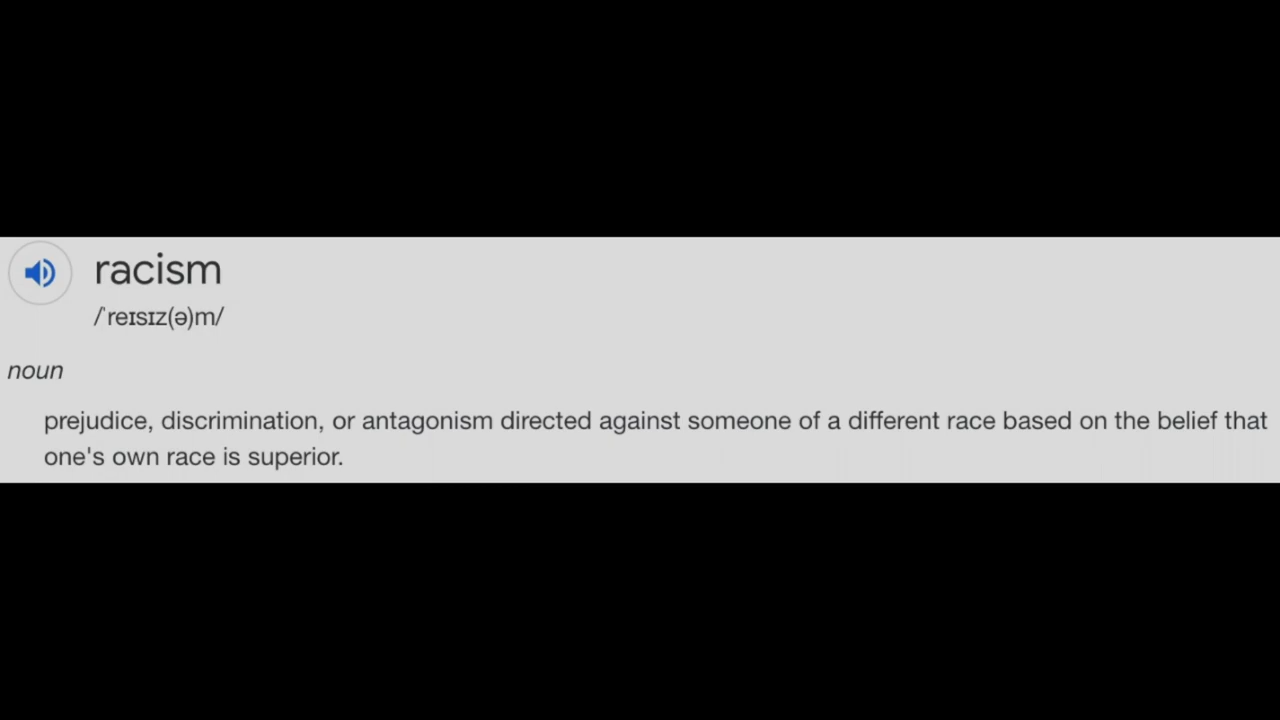 racism
/ˈreɪsɪz(ə)m/
noun
prejudice, discrimination, or antagonism directed against someone of a different race based on the belief that
one's own race is superior.